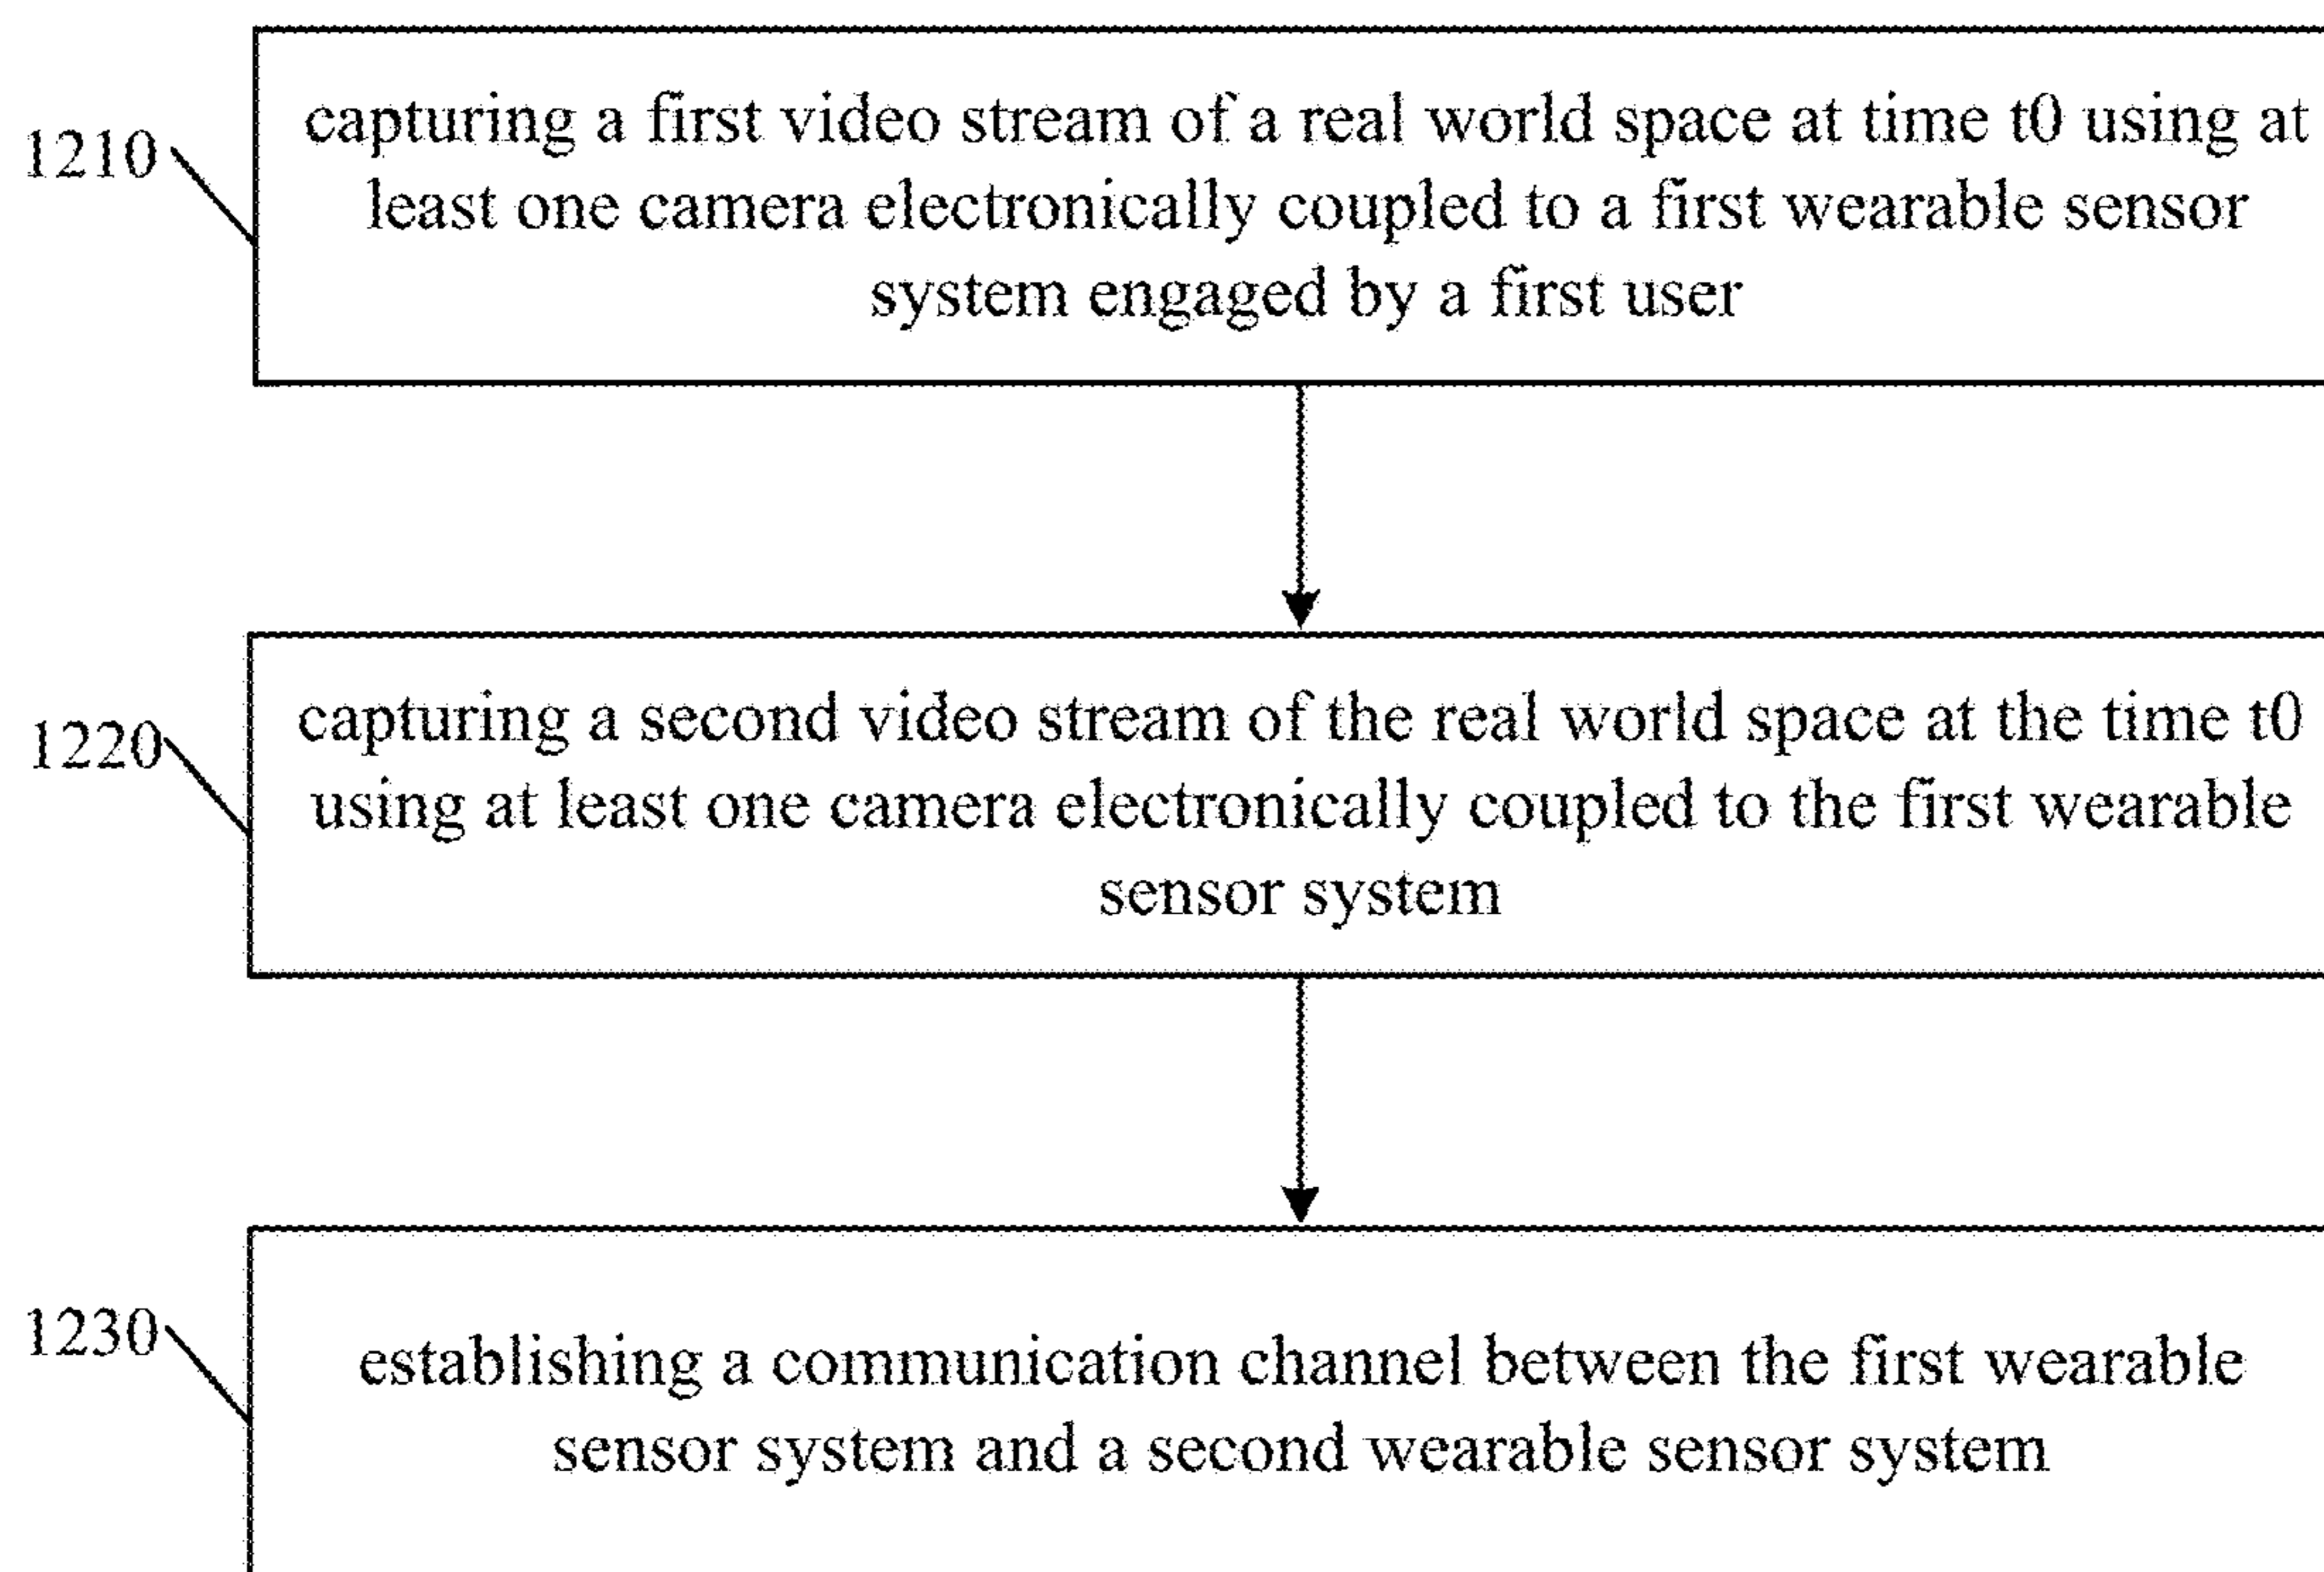 1210
capturing a first video stream of a real world space at time t0 using at
least one camera electronically coupled to a first wearable sensor
system engaged by a first user
1220
capturing a second video stream of the real world space at the time t0
using at least one camera electronically coupled to the first wearable
sensor system
1230
establishing a communication channel between the first wearable
sensor system and a second wearable sensor system